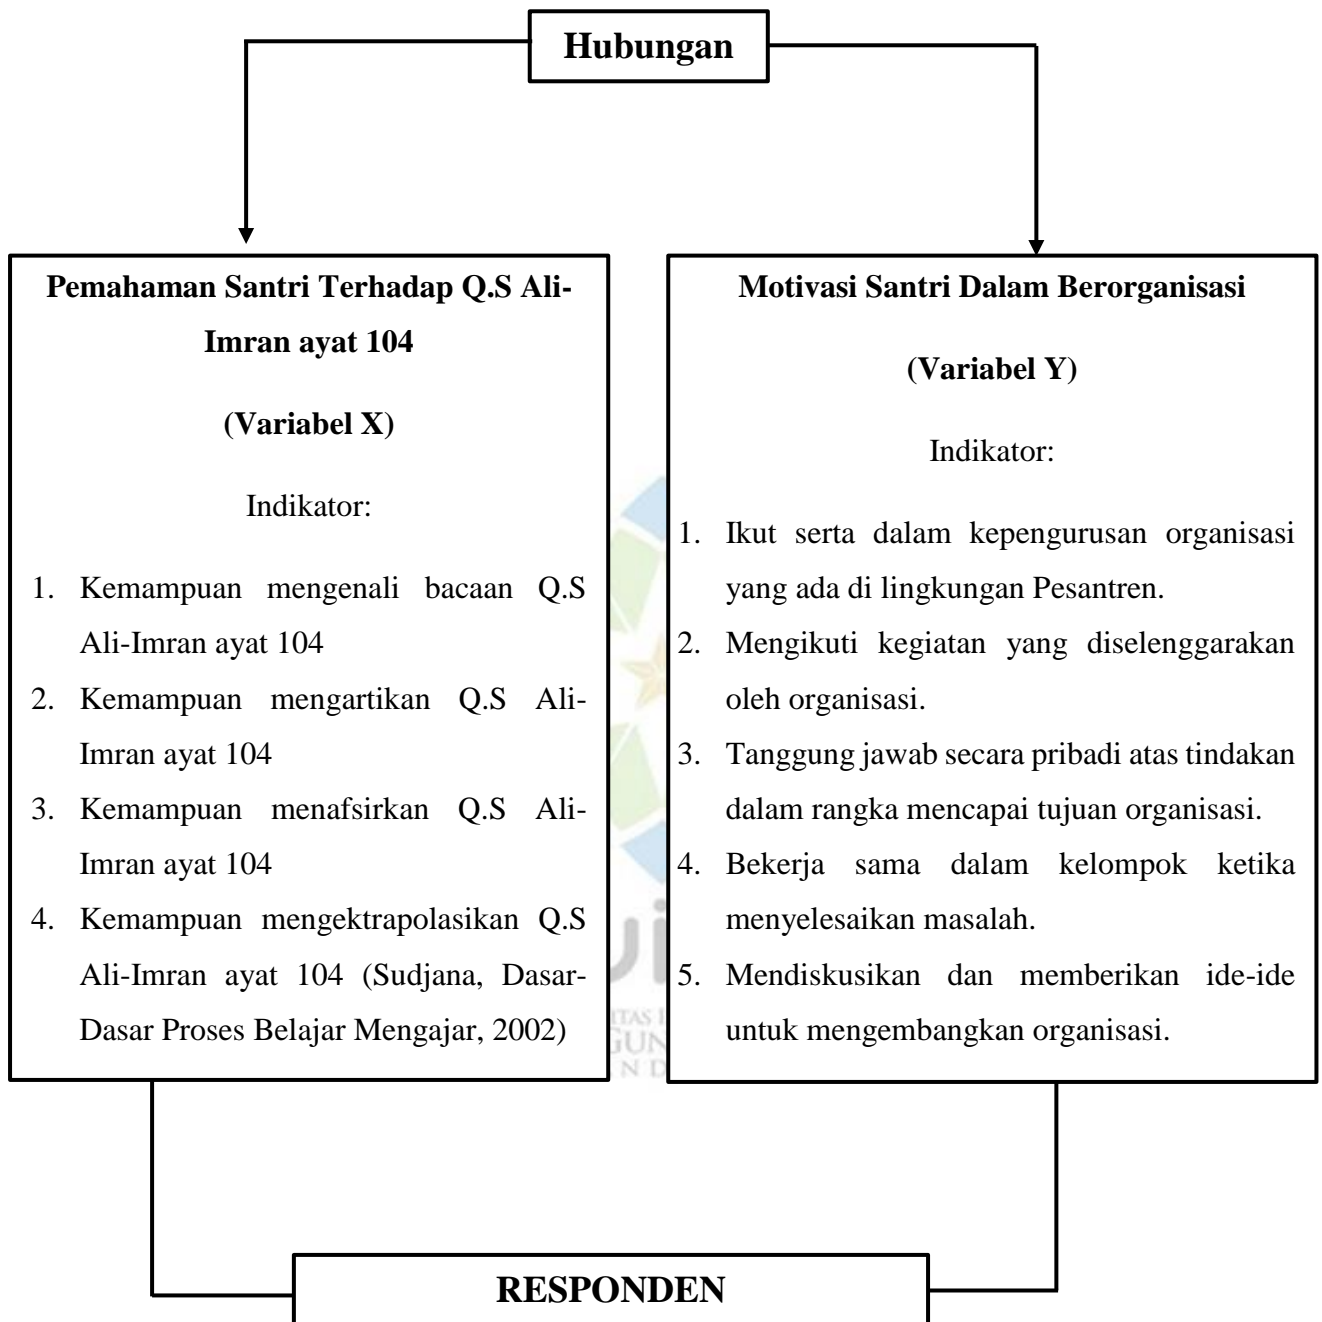 Hubungan
Pemahaman Santri Terhadap Q.S Ali-
Imran ayat 104
(Variabel X)
Indikator:
1. Kemampuan mengenali bacaan Q.S
Ali-Imran ayat 104
2. Kemampuan mengartikan Q.S Ali-
Imran ayat 104
3. Kemampuan menafsirkan Q.S Ali-
Imran ayat 104
4. Kemampuan mengektrapolasikan Q.S
Ali-Imran ayat 104 (Sudjana, Dasar-
Dasar Proses Belajar Mengajar, 2002)
Motivasi Santri Dalam Berorganisasi
(Variabel Y)
Indikator:
1. Ikut serta dalam kepengurusan organisasi
yang ada di lingkungan Pesantren.
2. Mengikuti kegiatan yang diselenggarakan
oleh organisasi.
3. Tanggung jawab secara pribadi atas tindakan
dalam rangka mencapai tujuan organisasi.
4. Bekerja sama dalam kelompok ketika
menyelesaikan masalah.
5. Mendiskusikan dan memberikan ide-ide
untuk mengembangkan organisasi.
RESPONDEN